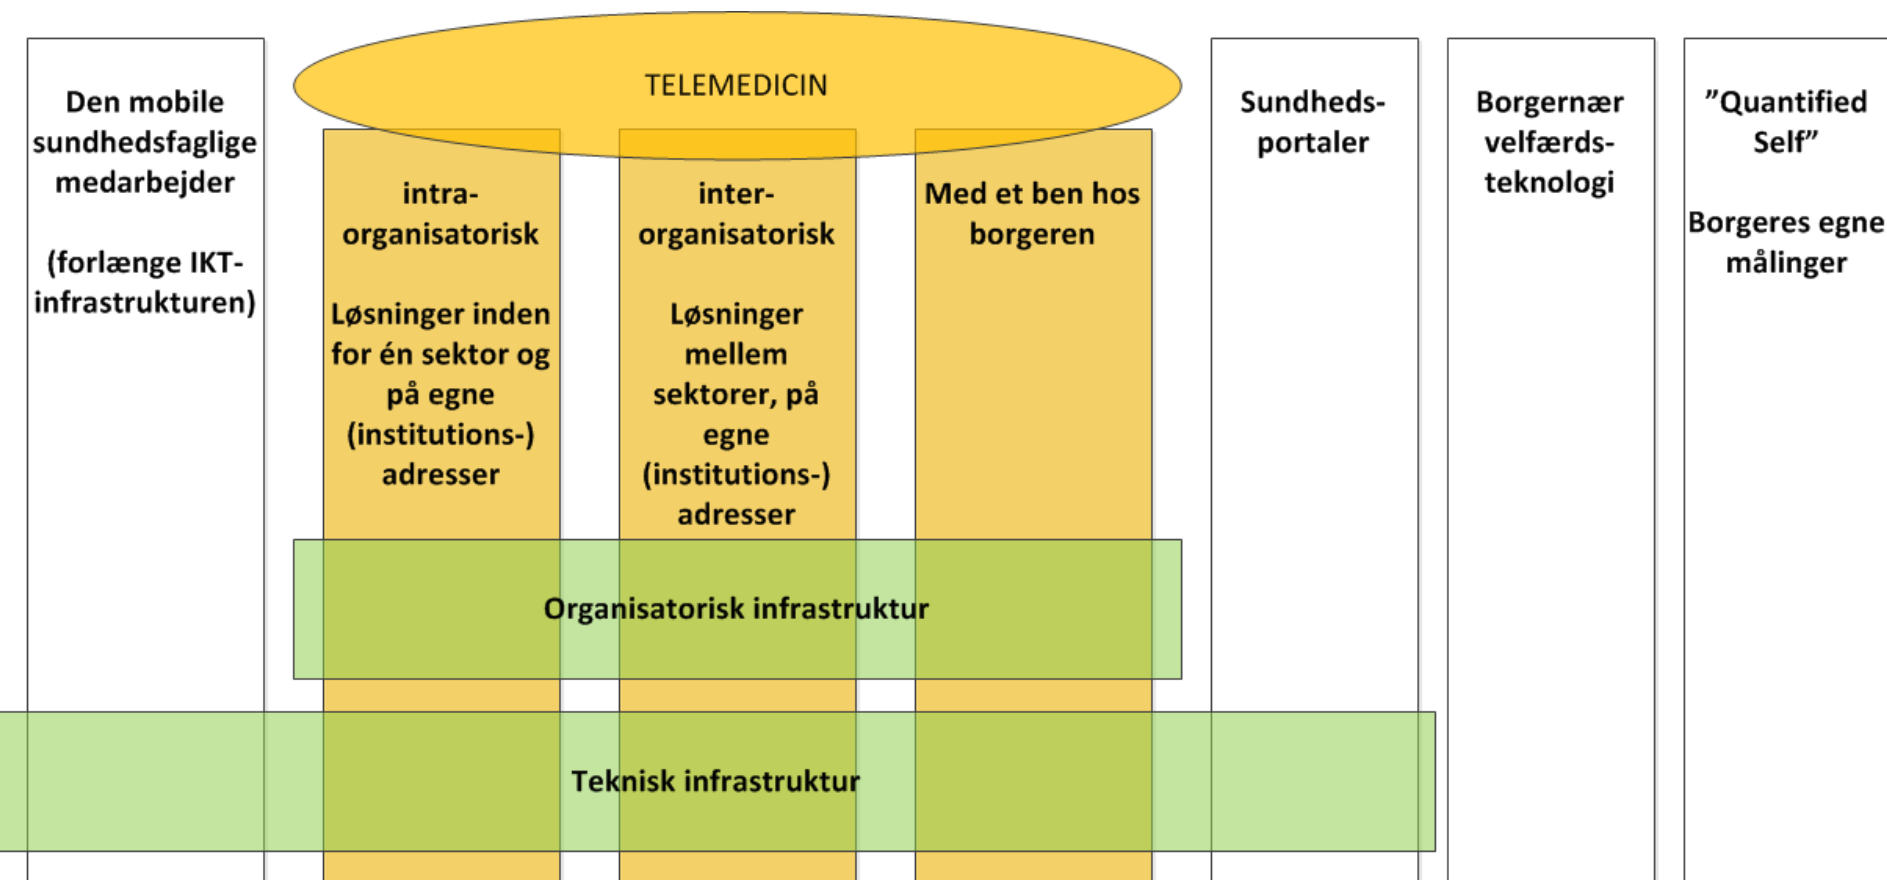 Den mobile
sundhedsfaglige
medarbejder
(forlænge IKT-
infrastrukturen)
TELEMEDICIN
intra-
organisatorisk
Løsninger inden
for én sektor og
på egne
(institutions-)
adresser
inter-
organisatorisk
Løsninger
mellem
sektorer, på
egne
(institutions-)
adresser
Med et ben hos
borgeren
Sundheds-
portaler
Borgernær
velfærds-
teknologi
”Quantified
Self”
Borgeres egne
målinger
Organisatorisk infrastruktur
Teknisk infrastruktur